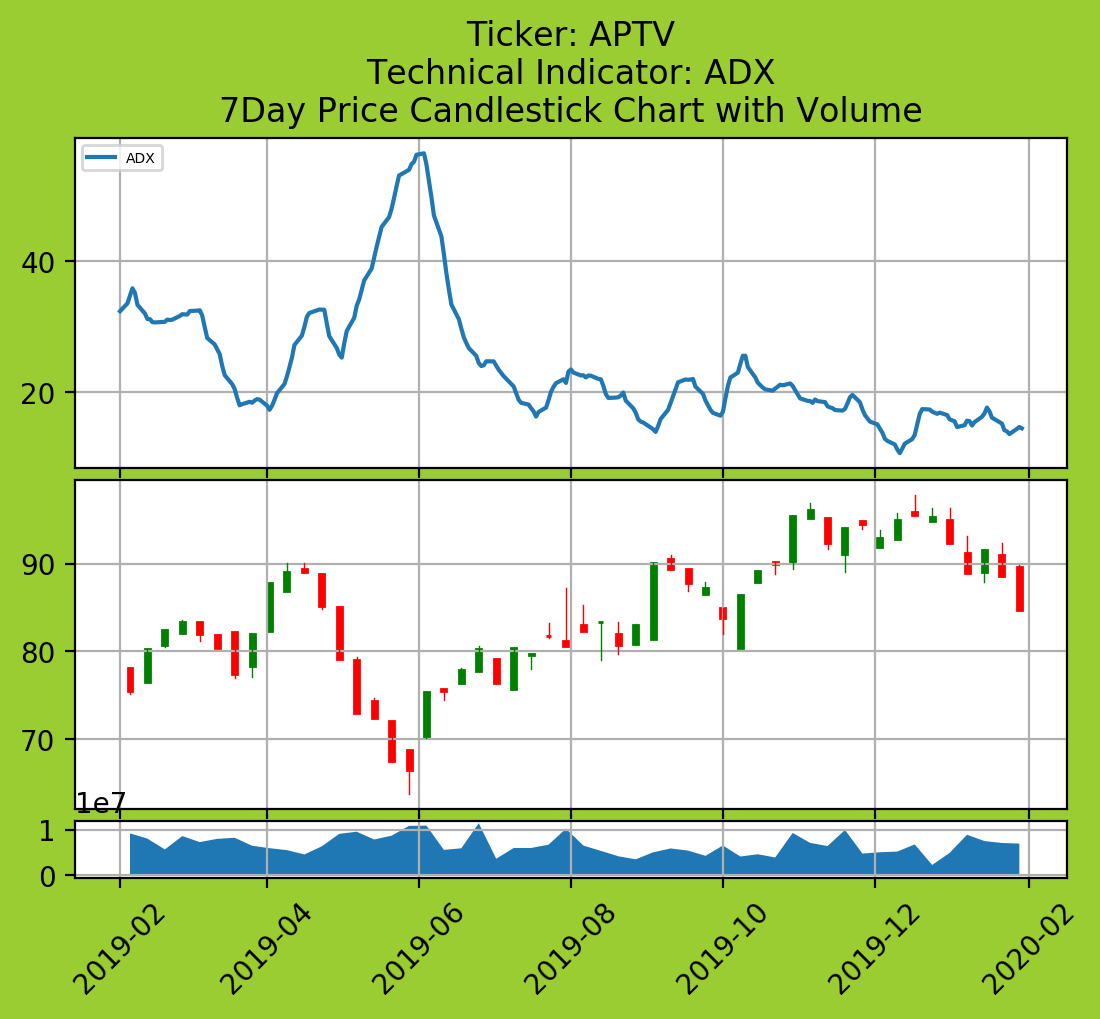 Ticker: APTV
Technical Indicator: ADX
7Day Price Candlestick Chart with Volume
ADX
40
20
90
80
70
1e7
1
0
2019-02
2019-04
2019-06
2019-08
2019-10
2019-12
2020-02